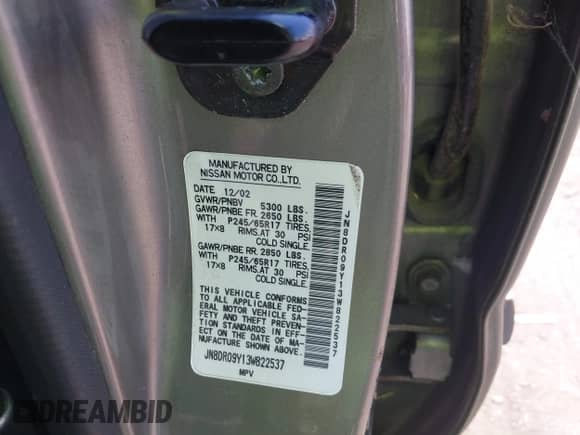 MANUFACTURED BY
NISSAN MOTOR CO.,LTD.
DATE 12/02
GVWR/PNBV 5300 LBS.
GAWR/PNBE FR. 2650 LBS.
WITH P245/65R17 TIRES,
17×8 RIMS,AT 30 PSI
COLD SINGLE.
GAWR/PNBE RR. 2850 LBS.
WITH P245/65R17 TIRES,
17×8 RIMS,AT 30 PSI
COLD SINGLE.
THIS VEHICLE CONFORMS
TO ALL APPLICABLE FED-
ERAL MOTOR VEHICLE SA-
FETY AND THEFT PREVEN-
TION STANDARDS IN EFF-
ECT ON THE DATE OF MA-
NUFACTURE SHOWN ABOVE.
JN8DR09Y13W822537
MPV
JN8DR09Y13W822537
DREAMBID